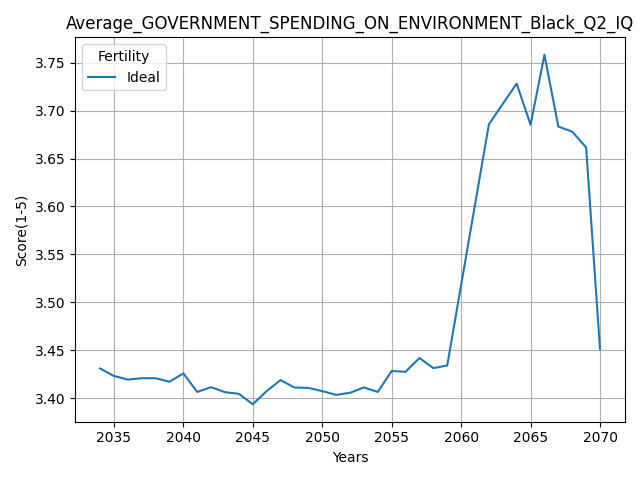 Average_GOVERNMENT_SPENDING_ON_ENVIRONMENT_Black_Q2_IQ
Fertility
Ideal
3.75
3.70
3.65
3.60
3.55
3.50
3.45
3.40
Score(1-5)
2035 2040 2045 2050 2055 2060 2065 2070
Years